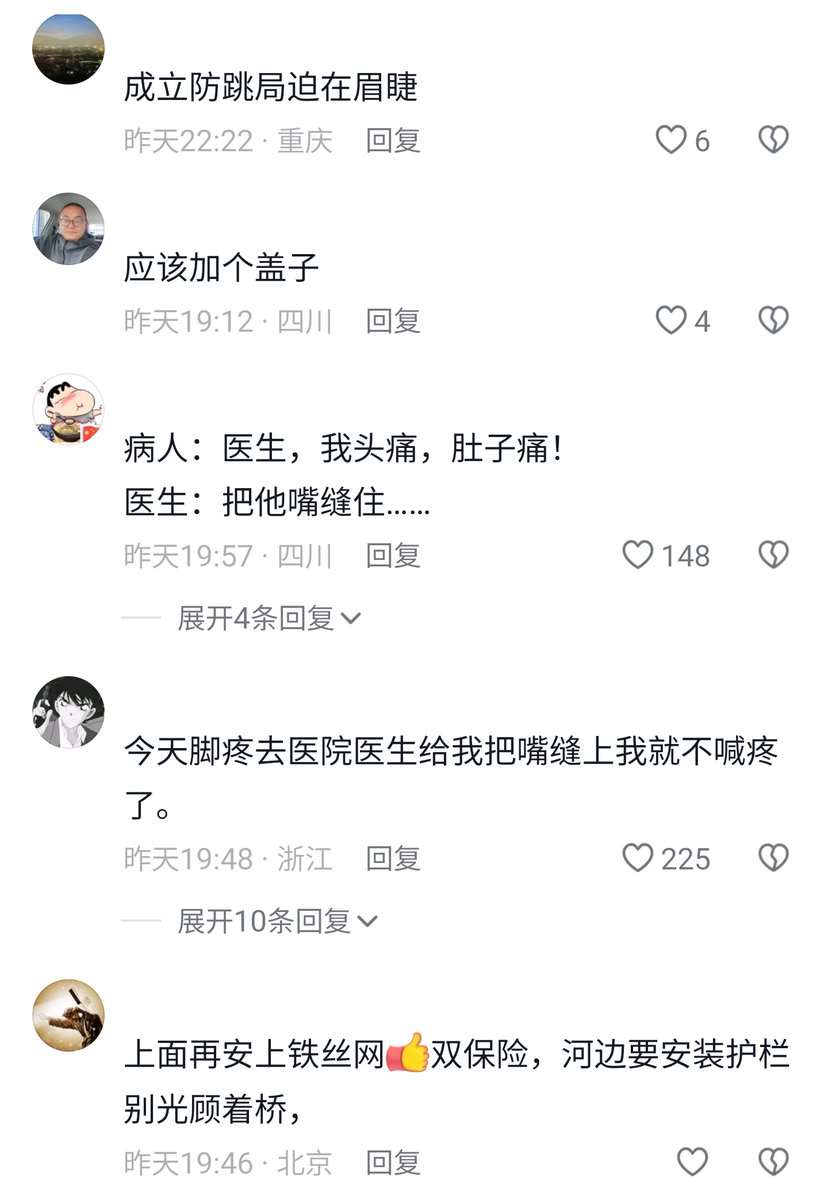 成立防跳局迫在眉睫
昨天22:22 · 重庆 回复 6
应该加个盖子
昨天19:12 · 四川 回复 4
病人：医生，我头痛，肚子痛！
医生：把他嘴缝住……
昨天19:57 · 四川 回复 148
展开4条回复
今天脚疼去医院医生给我把嘴缝上我就不喊疼
了。
昨天19:48 · 浙江 回复 225
展开10条回复
上面再安上铁丝网👍双保险，河边要安装护栏
别光顾着桥，
昨天19:46 · 北京 回复